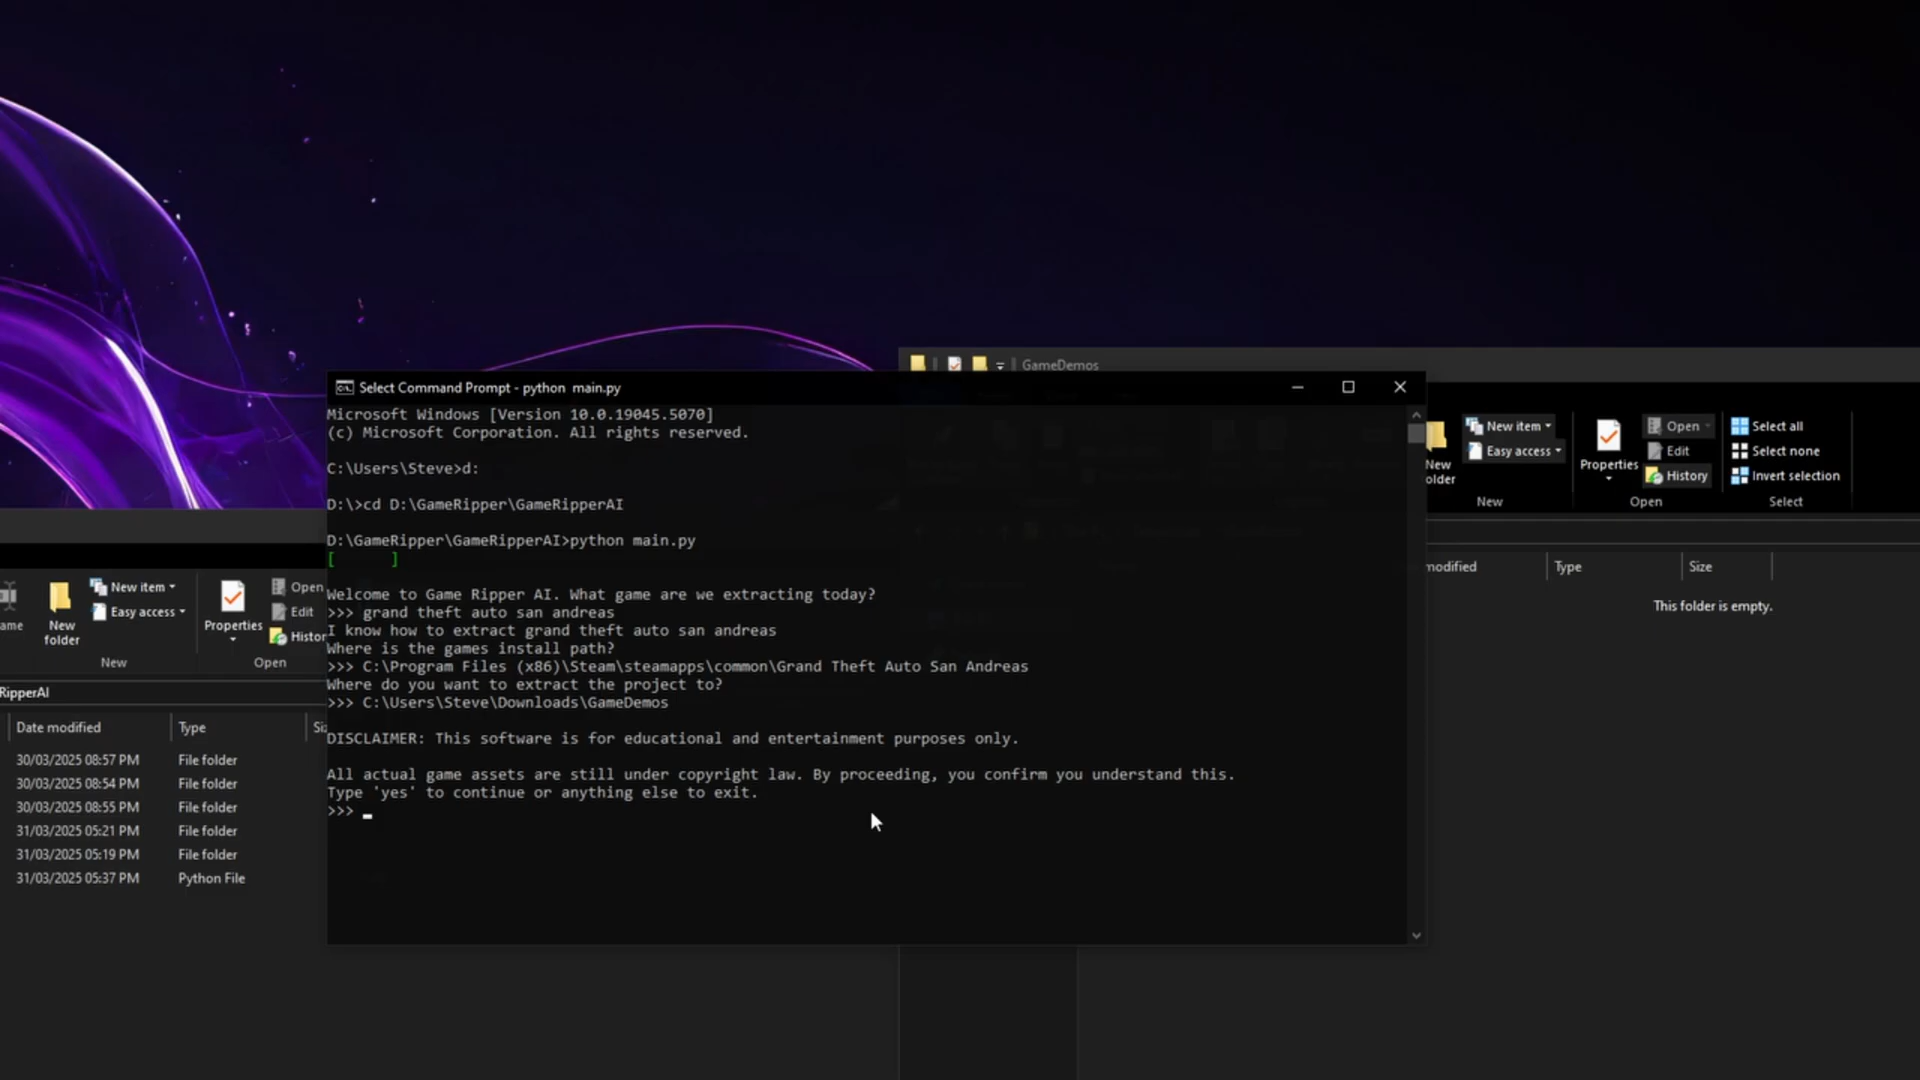 GameDemos
Select Command Prompt - python  main.py
Microsoft Windows [Version 10.0.19045.5070]
(c) Microsoft Corporation. All rights reserved.
C:\Users\Steve>d:
D:\>cd D:\GameRipper\GameRipperAI
D:\GameRipper\GameRipperAI>python main.py
[      ]
Welcome to Game Ripper AI. What game are we extracting today?
>>> grand theft auto san andreas
I know how to extract grand theft auto san andreas
Where is the games install path?
>>> C:\Program Files (x86)\Steam\steamapps\common\Grand Theft Auto San Andreas
Where do you want to extract the project to?
>>> C:\Users\Steve\Downloads\GameDemos
DISCLAIMER: This software is for educational and entertainment purposes only.
All actual game assets are still under copyright law. By proceeding, you confirm you understand this.
Type 'yes' to continue or anything else to exit.
>>>
New item
Easy access
New
older
New
Properties
Open
Edit
History
Open
Select all
Select none
Invert selection
Select
modified
Type
Size
This folder is empty.
ame
New
folder
New item
Easy access
New
Properties
Open
Edit
Histor
Open
RipperAI
Date modified
Type
Si
30/03/2025 08:57 PM
File folder
30/03/2025 08:54 PM
File folder
30/03/2025 08:55 PM
File folder
31/03/2025 05:21 PM
File folder
31/03/2025 05:19 PM
File folder
31/03/2025 05:37 PM
Python File